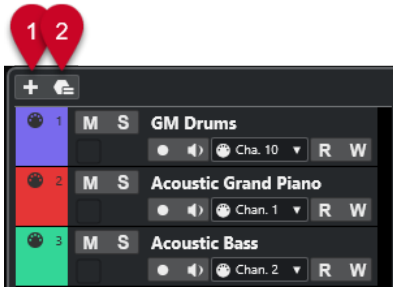 1 2
1 M S GM Drums
Cha. 10 R W
2 M S Acoustic Grand Piano
Chan. 1 R W
3 M S Acoustic Bass
Chan. 2 R W